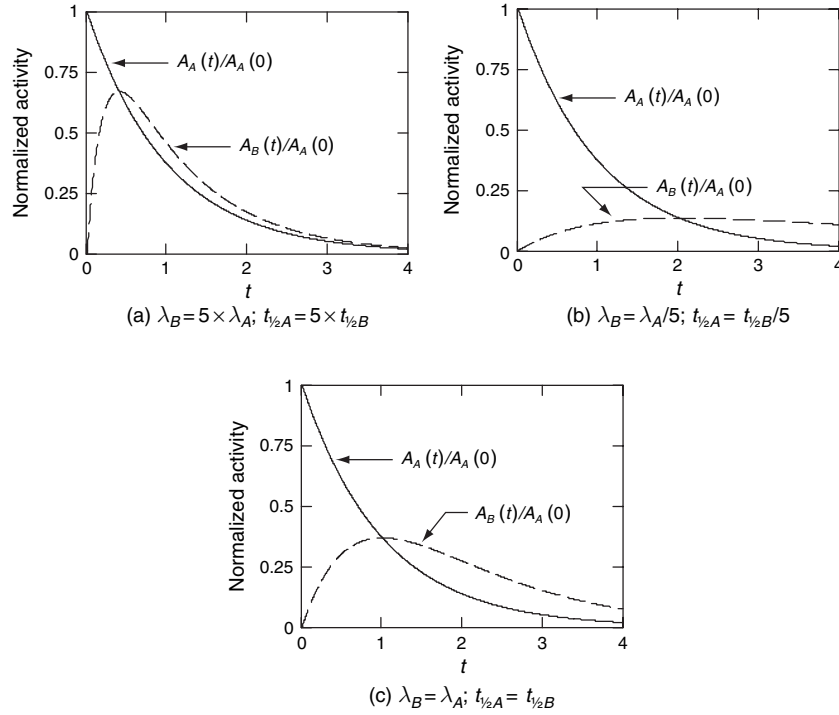 1
0.75
0.5
0.25
0
Normalized activity
A_A(t)/A_A(0)
A_B(t)/A_A(0)
0 1 2 3 4
t
(a) λ_B = 5 × λ_A; t_½A = 5 × t_½B
1
0.75
0.5
0.25
0
Normalized activity
A_A(t)/A_A(0)
A_B(t)/A_A(0)
0 1 2 3 4
t
(b) λ_B = λ_A/5; t_½A = t_½B/5
1
0.75
0.5
0.25
0
Normalized activity
A_A(t)/A_A(0)
A_B(t)/A_A(0)
0 1 2 3 4
t
(c) λ_B = λ_A; t_½A = t_½B